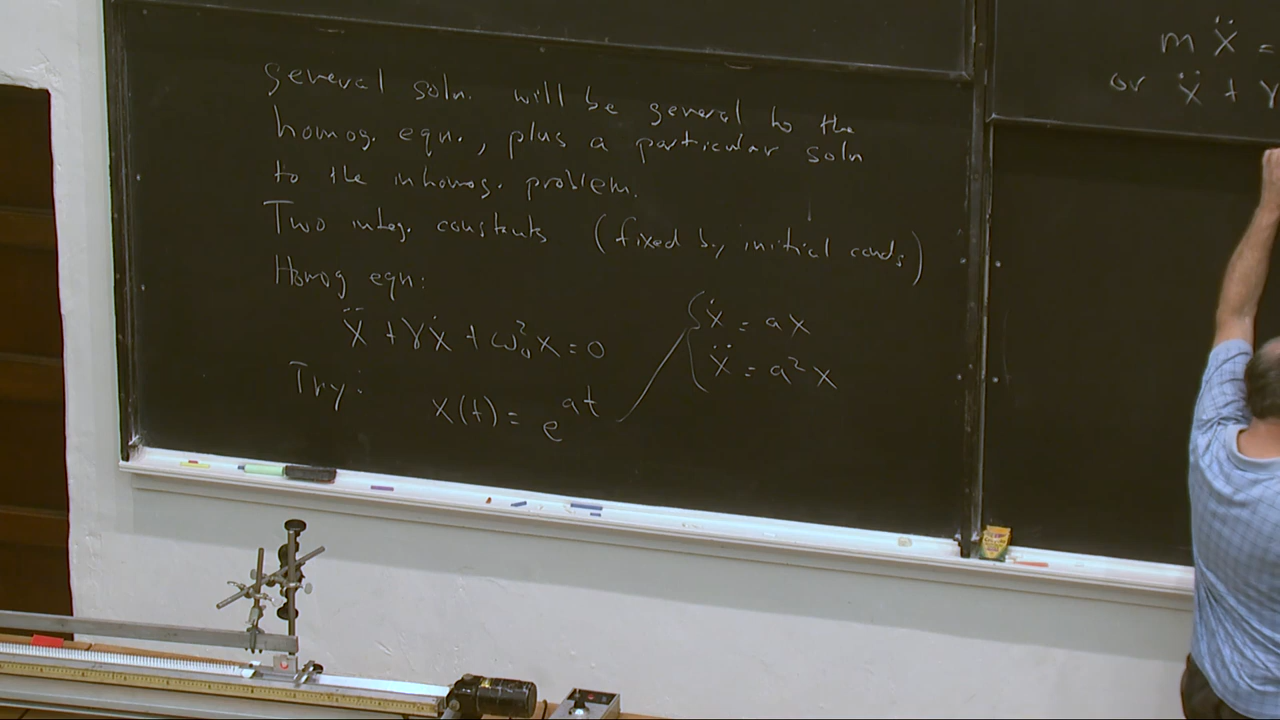 general soln. will be general to the
homog. eqn., plus a particular soln
to the inhomog. problem.
Two integ. constants (fixed by initial conds.)
Homog eqn:
ẍ + γẋ + ω₀²x = 0
Try: x(t) = e^{at}
ẋ = ax
ẍ = a²x
m ẍ =
or ẍ + γ